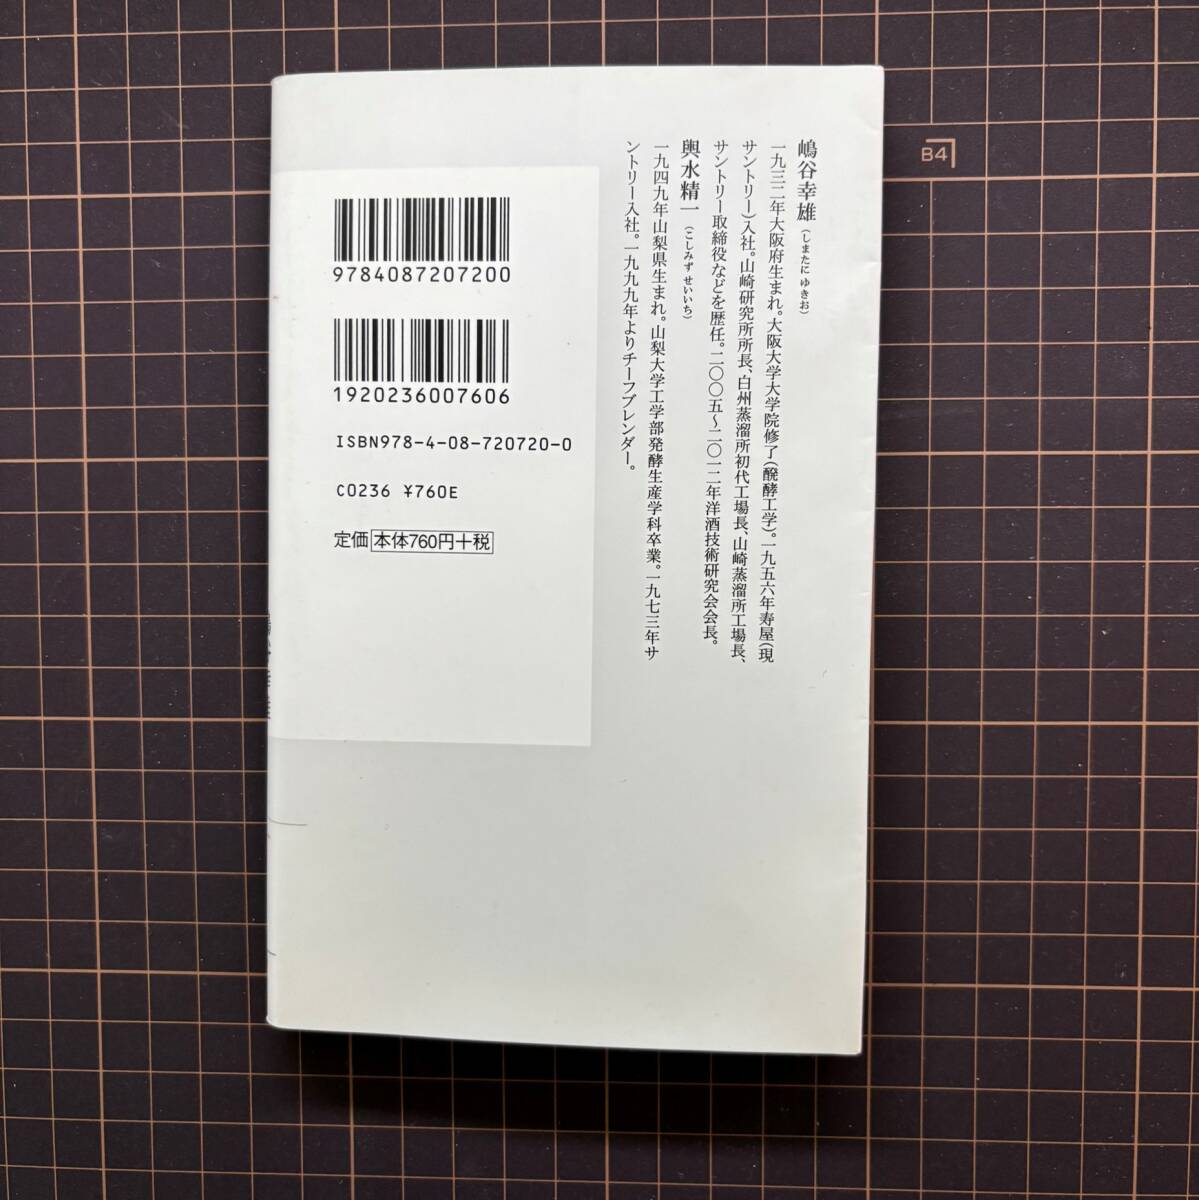 嶋谷幸雄(しまたに ゆきお)
一九三二年大阪府生まれ。大阪大学大学院修了(醗酵工学)。一九五六年寿屋(現
サントリー)入社。山崎研究所所長、白州蒸溜所初代工場長、山崎蒸溜所工場長、
サントリー取締役などを歴任。二〇〇五〜二〇一二年洋酒技術研究会会長。
輿水精一(こしみず せいいち)
一九四九年山梨県生まれ。山梨大学工学部発酵生産学科卒業。一九七三年サ
ントリー入社。一九九九年よりチーフブレンダー。
9784087207200
1920236007606
ISBN978-4-08-720720-0
C0236 ¥760E
定価 本体760円+税
B4